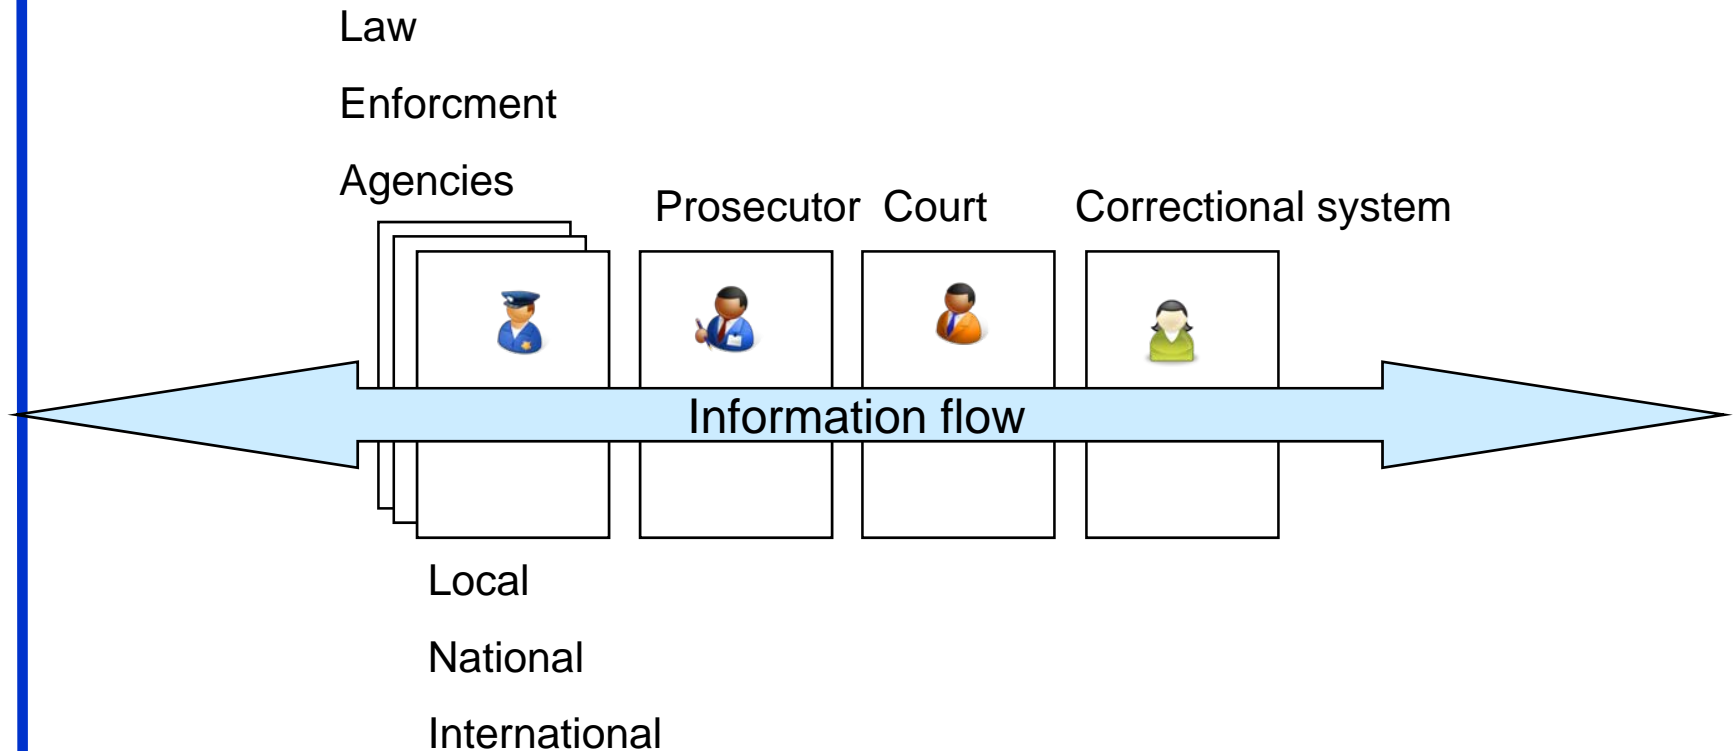 Law
Enforcment
Agencies
Prosecutor Court Correctional system
Information flow
Local
National
International